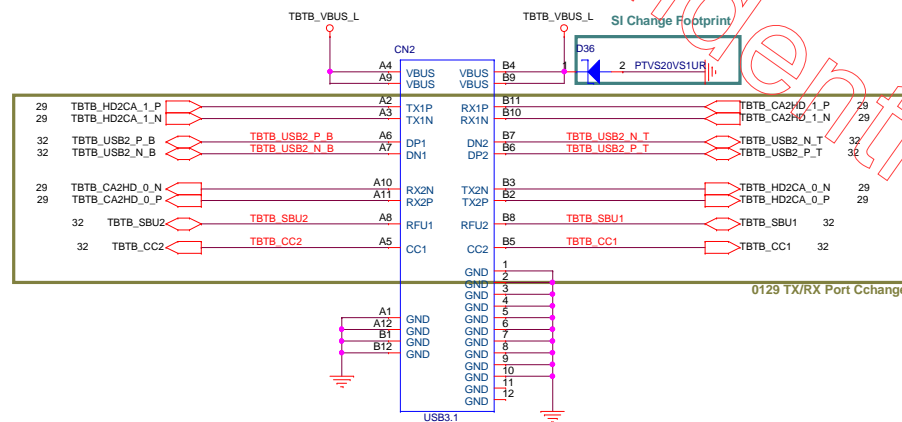 TBTB_VBUS_L TBTB_VBUS_L
SI Change Footprint
CN2 D36
A4 VBUS VBUS B4 1 2 PTVS20VS1UR
A9 VBUS VBUS B9
29 TBTB_HD2CA_1_P A2 TX1P RX1P B11 TBTB_CA2HD_1_P 29
29 TBTB_HD2CA_1_N A3 TX1N RX1N B10 TBTB_CA2HD_1_N 29
32 TBTB_USB2_P_B TBTB_USB2_P_B A6 DP1 DN2 B7 TBTB_USB2_N_T TBTB_USB2_N_T 32
32 TBTB_USB2_N_B TBTB_USB2_N_B A7 DN1 DP2 B6 TBTB_USB2_P_T TBTB_USB2_P_T 32
29 TBTB_CA2HD_0_N A10 RX2N TX2N B3 TBTB_HD2CA_0_N 29
29 TBTB_CA2HD_0_P A11 RX2P TX2P B2 TBTB_HD2CA_0_P 29
32 TBTB_SBU2 TBTB_SBU2 A8 RFU1 RFU2 B8 TBTB_SBU1 TBTB_SBU1 32
32 TBTB_CC2 TBTB_CC2 A5 CC1 CC2 B5 TBTB_CC1 TBTB_CC1 32
GND 1
GND 2
GND 3
0129 TX/RX Port Cchange
GND 4
A1 GND GND 5
A12 GND GND 6
B1 GND GND 7
B12 GND GND 8
GND 9
GND 10
GND 11
GND 12
USB3.1